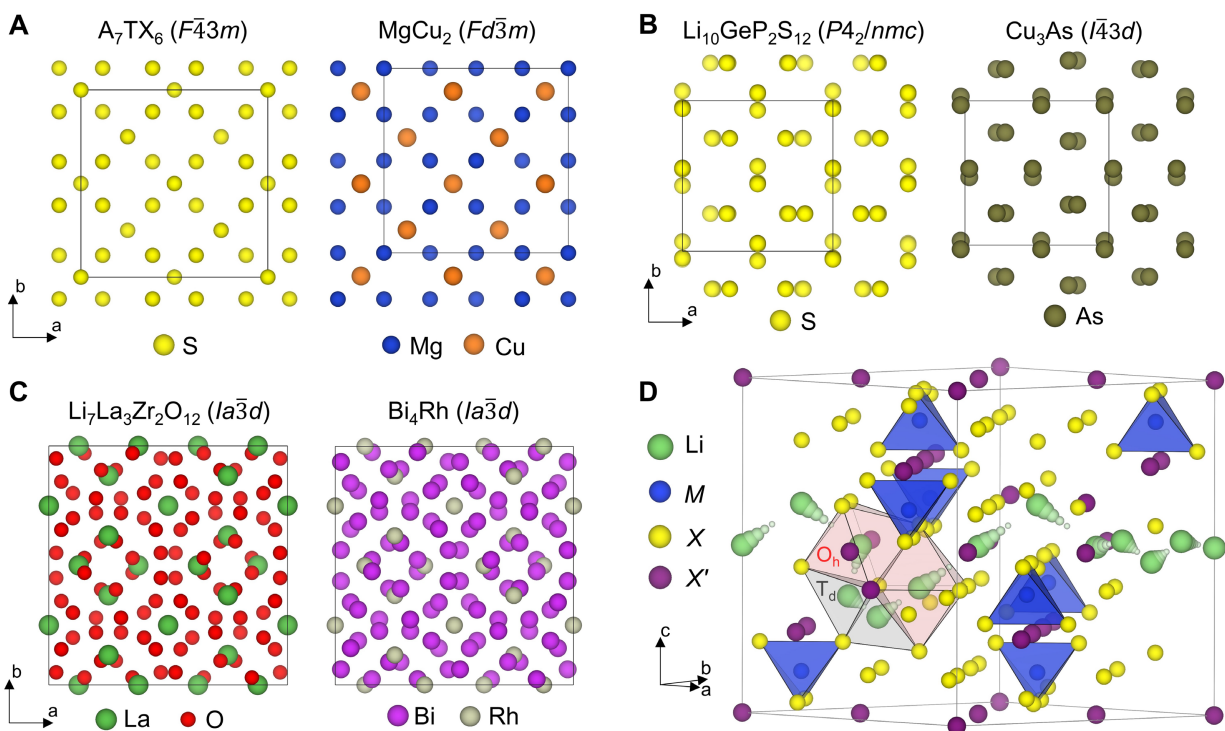 A
A₇TX₆ (F4̅3m)
MgCu₂ (Fd3̅m)
b
a
S
Mg
Cu
B
Li₁₀GeP₂S₁₂ (P4₂/nmc)
Cu₃As (I4̅3d)
b
a
S
As
C
Li₇La₃Zr₂O₁₂ (Ia3̅d)
Bi₄Rh (Ia3̅d)
b
a
La
O
Bi
Rh
D
Li
M
X
X'
Oₕ
T_d
c
b
a